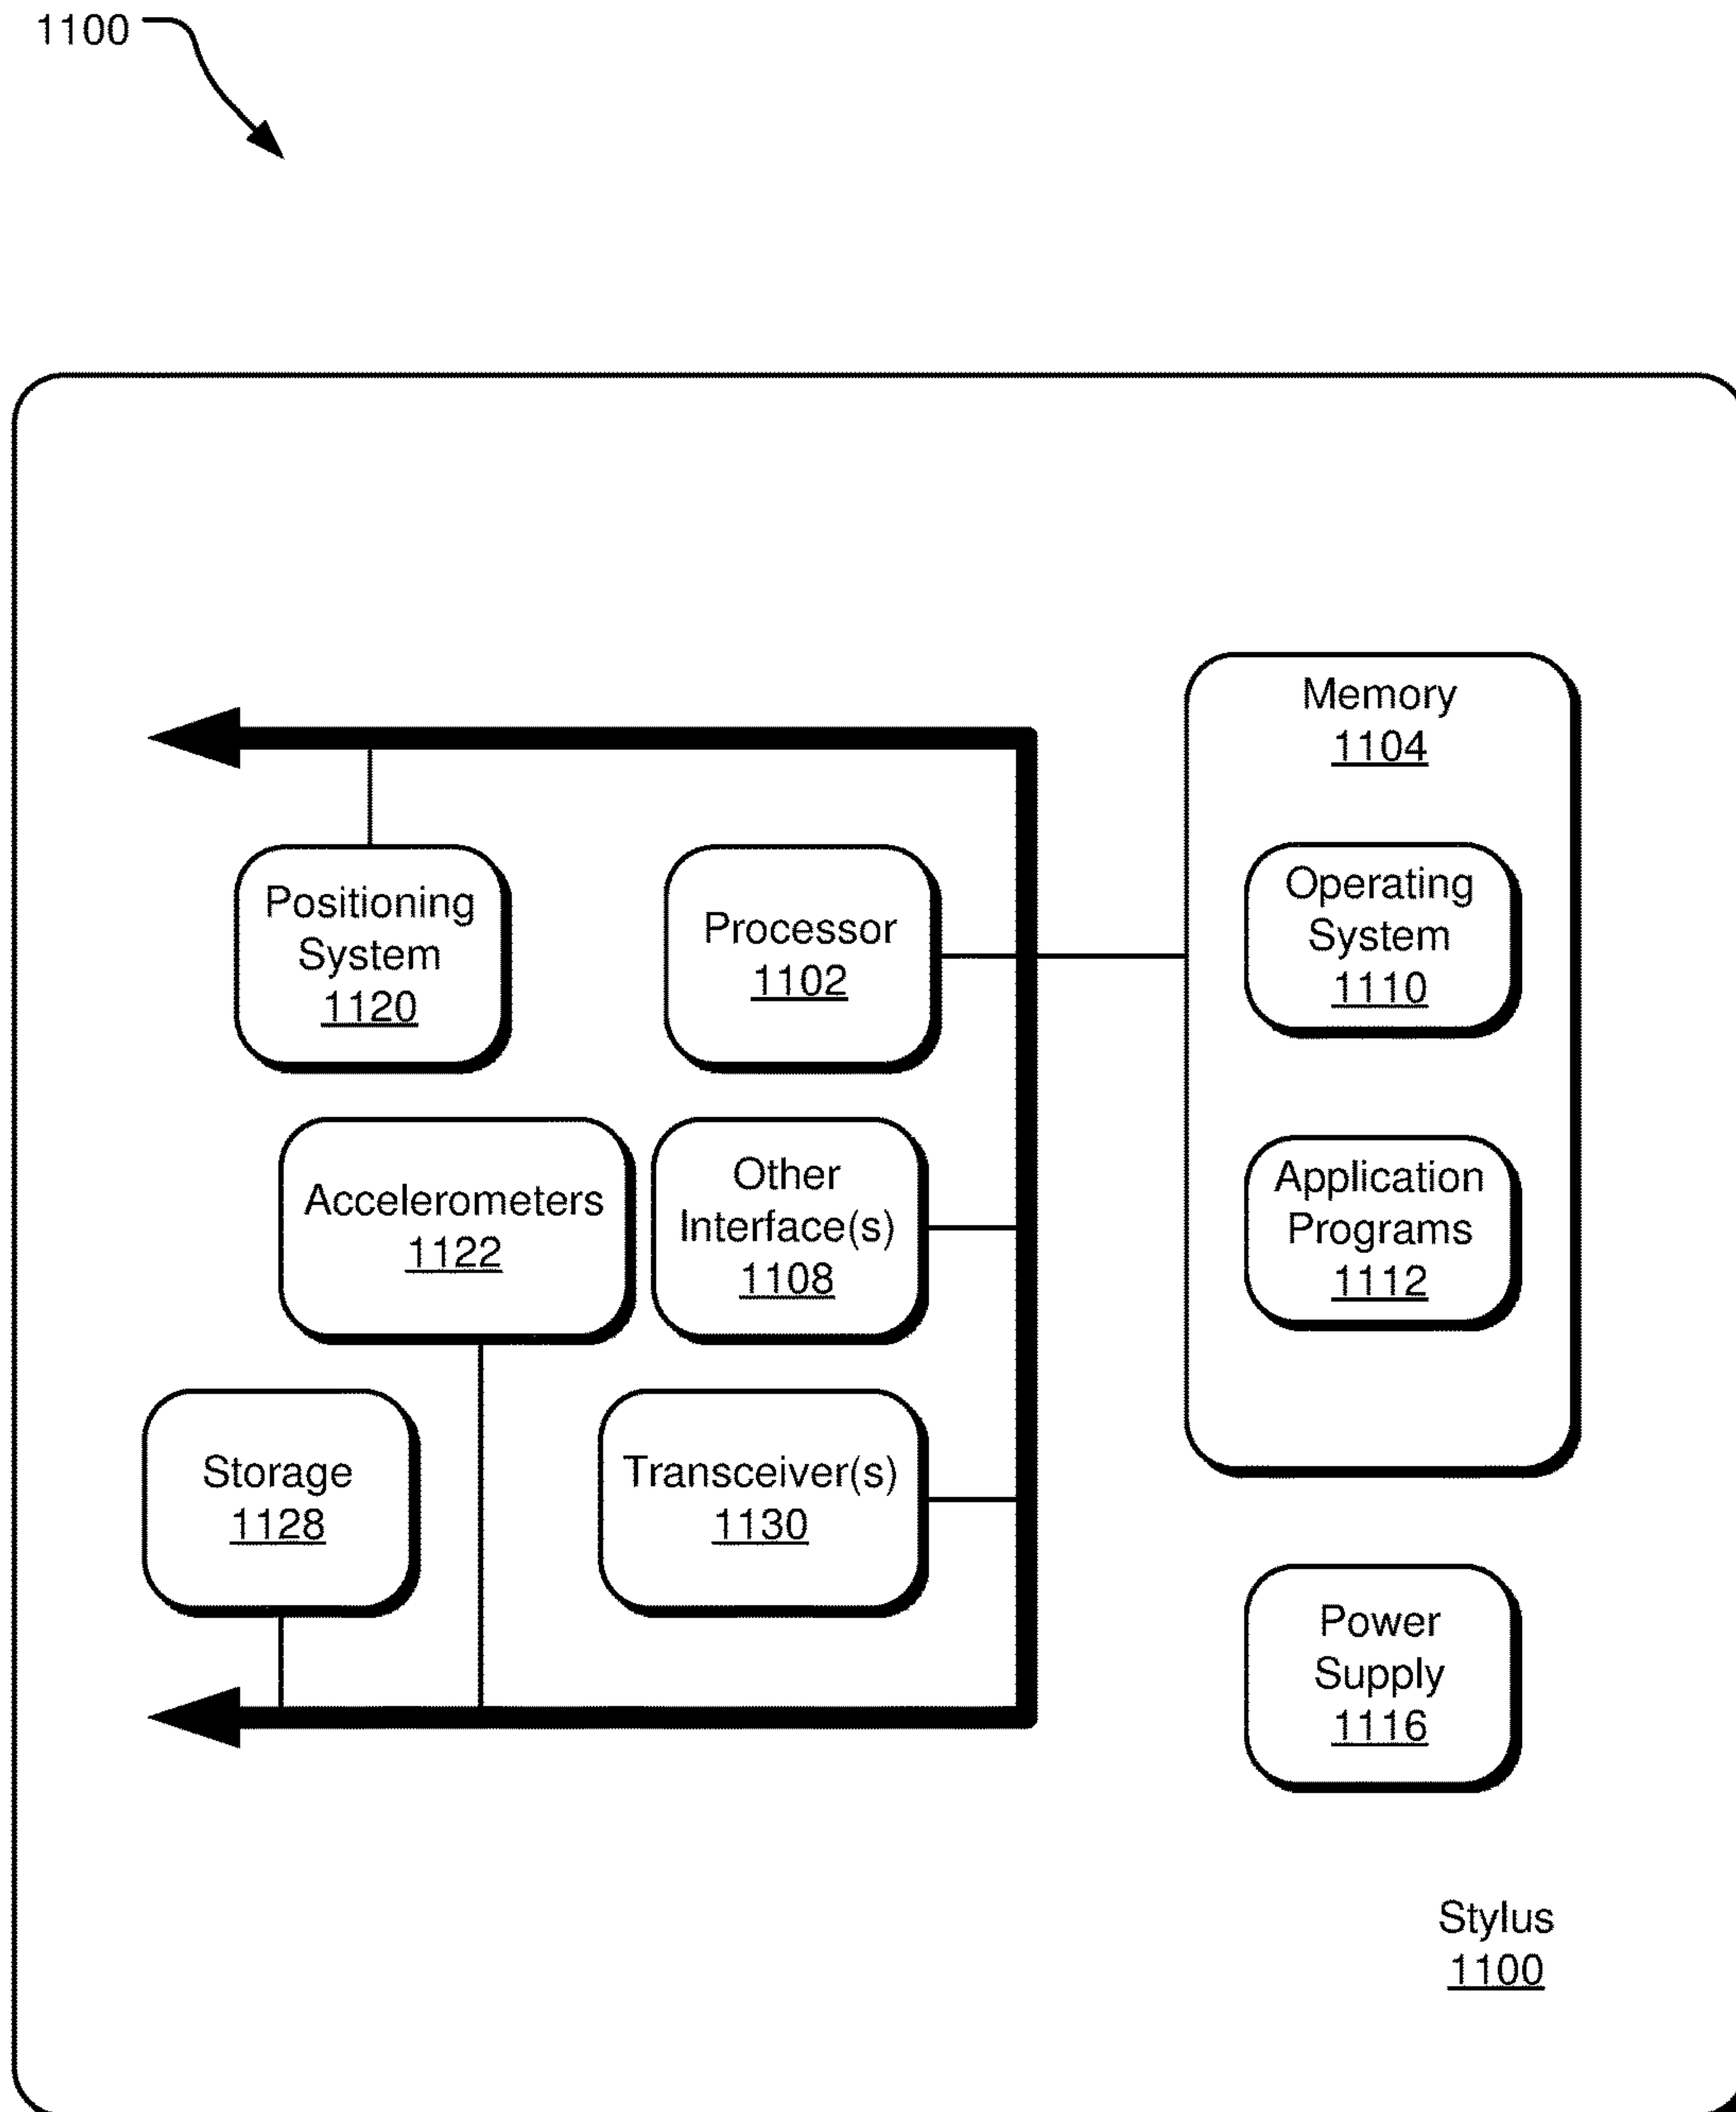 1100
Memory
1104
Positioning
System
1120
Processor
1102
Operating
System
1110
Accelerometers
1122
Other
Interface(s)
1108
Application
Programs
1112
Storage
1128
Transceiver(s)
1130
Power
Supply
1116
Stylus
1100